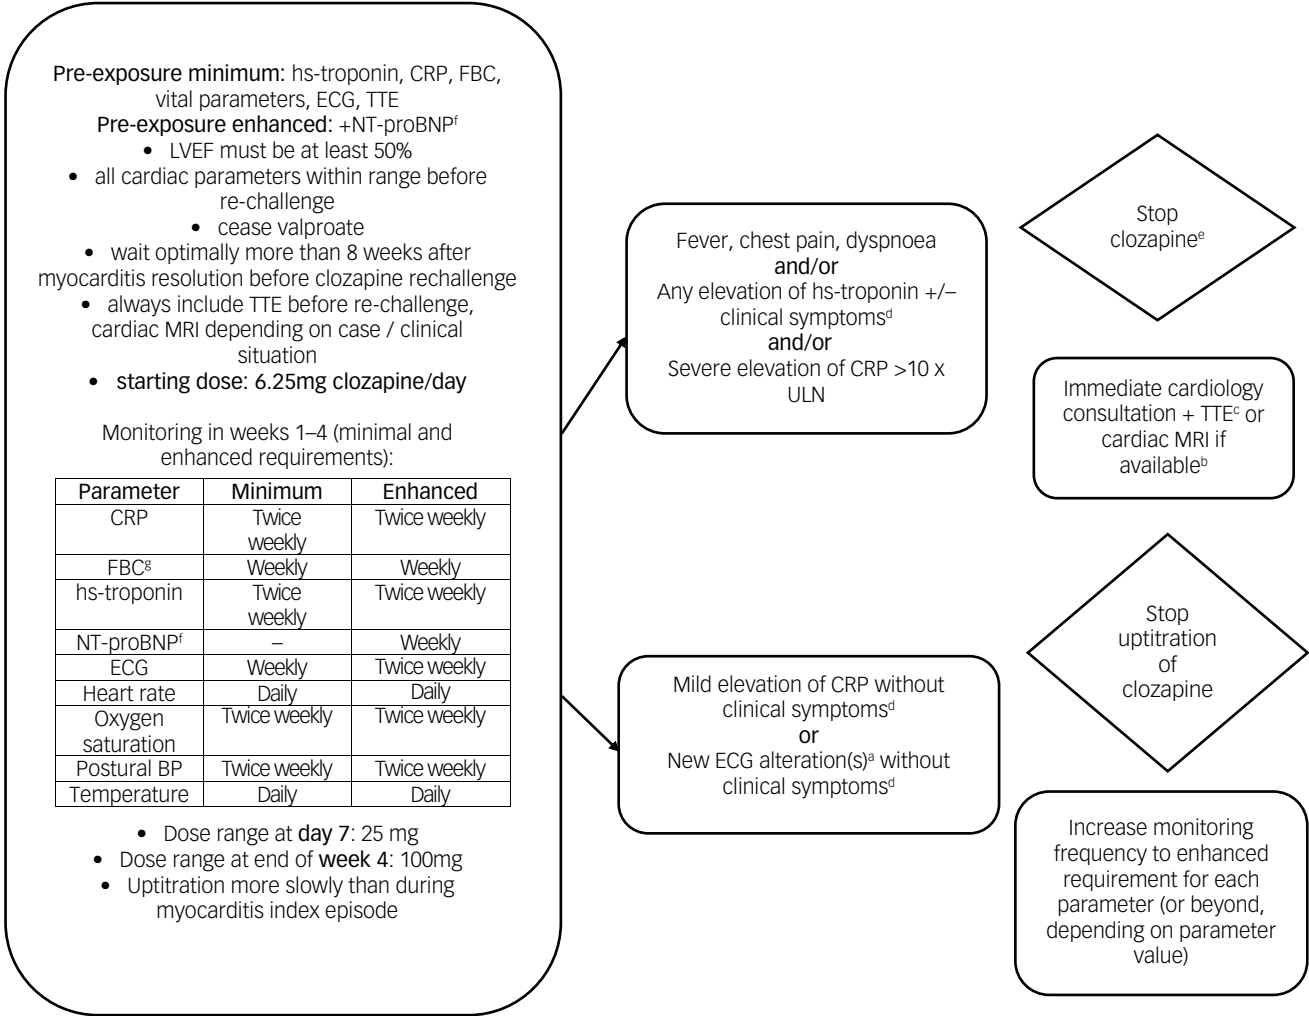 Pre-exposure minimum: hs-troponin, CRP, FBC,
vital parameters, ECG, TTE
Pre-exposure enhanced: +NT-proBNPᶠ
• LVEF must be at least 50%
• all cardiac parameters within range before
re-challenge
• cease valproate
• wait optimally more than 8 weeks after
myocarditis resolution before clozapine rechallenge
• always include TTE before re-challenge,
cardiac MRI depending on case / clinical
situation
• starting dose: 6.25mg clozapine/day
Monitoring in weeks 1–4 (minimal and
enhanced requirements):
Parameter Minimum Enhanced
CRP Twice Twice weekly
weekly
FBCᵍ Weekly Weekly
hs-troponin Twice Twice weekly
weekly
NT-proBNPᶠ – Weekly
ECG Weekly Twice weekly
Heart rate Daily Daily
Oxygen Twice weekly Twice weekly
saturation
Postural BP Twice weekly Twice weekly
Temperature Daily Daily
• Dose range at day 7: 25 mg
• Dose range at end of week 4: 100mg
• Uptitration more slowly than during
myocarditis index episode
Fever, chest pain, dyspnoea
and/or
Any elevation of hs-troponin +/–
clinical symptomsᵈ
and/or
Severe elevation of CRP >10 x
ULN
Stop
clozapineᵉ
Immediate cardiology
consultation + TTEᶜ or
cardiac MRI if
availableᵇ
Mild elevation of CRP without
clinical symptomsᵈ
or
New ECG alteration(s)ᵃ without
clinical symptomsᵈ
Stop
uptitration
of
clozapine
Increase monitoring
frequency to enhanced
requirement for each
parameter (or beyond,
depending on parameter
value)